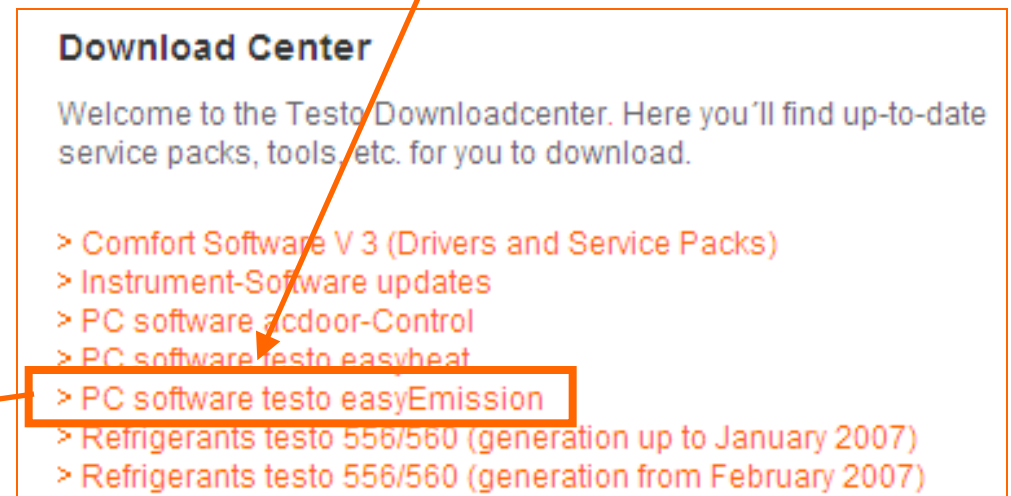 Download Center
Welcome to the Testo Downloadcenter. Here you´ll find up-to-date
service packs, tools, etc. for you to download.
> Comfort Software V 3 (Drivers and Service Packs)
> Instrument-Software updates
> PC software acdoor-Control
> PC software testo easyheat
> PC software testo easyEmission
> Refrigerants testo 556/560 (generation up to January 2007)
> Refrigerants testo 556/560 (generation from February 2007)